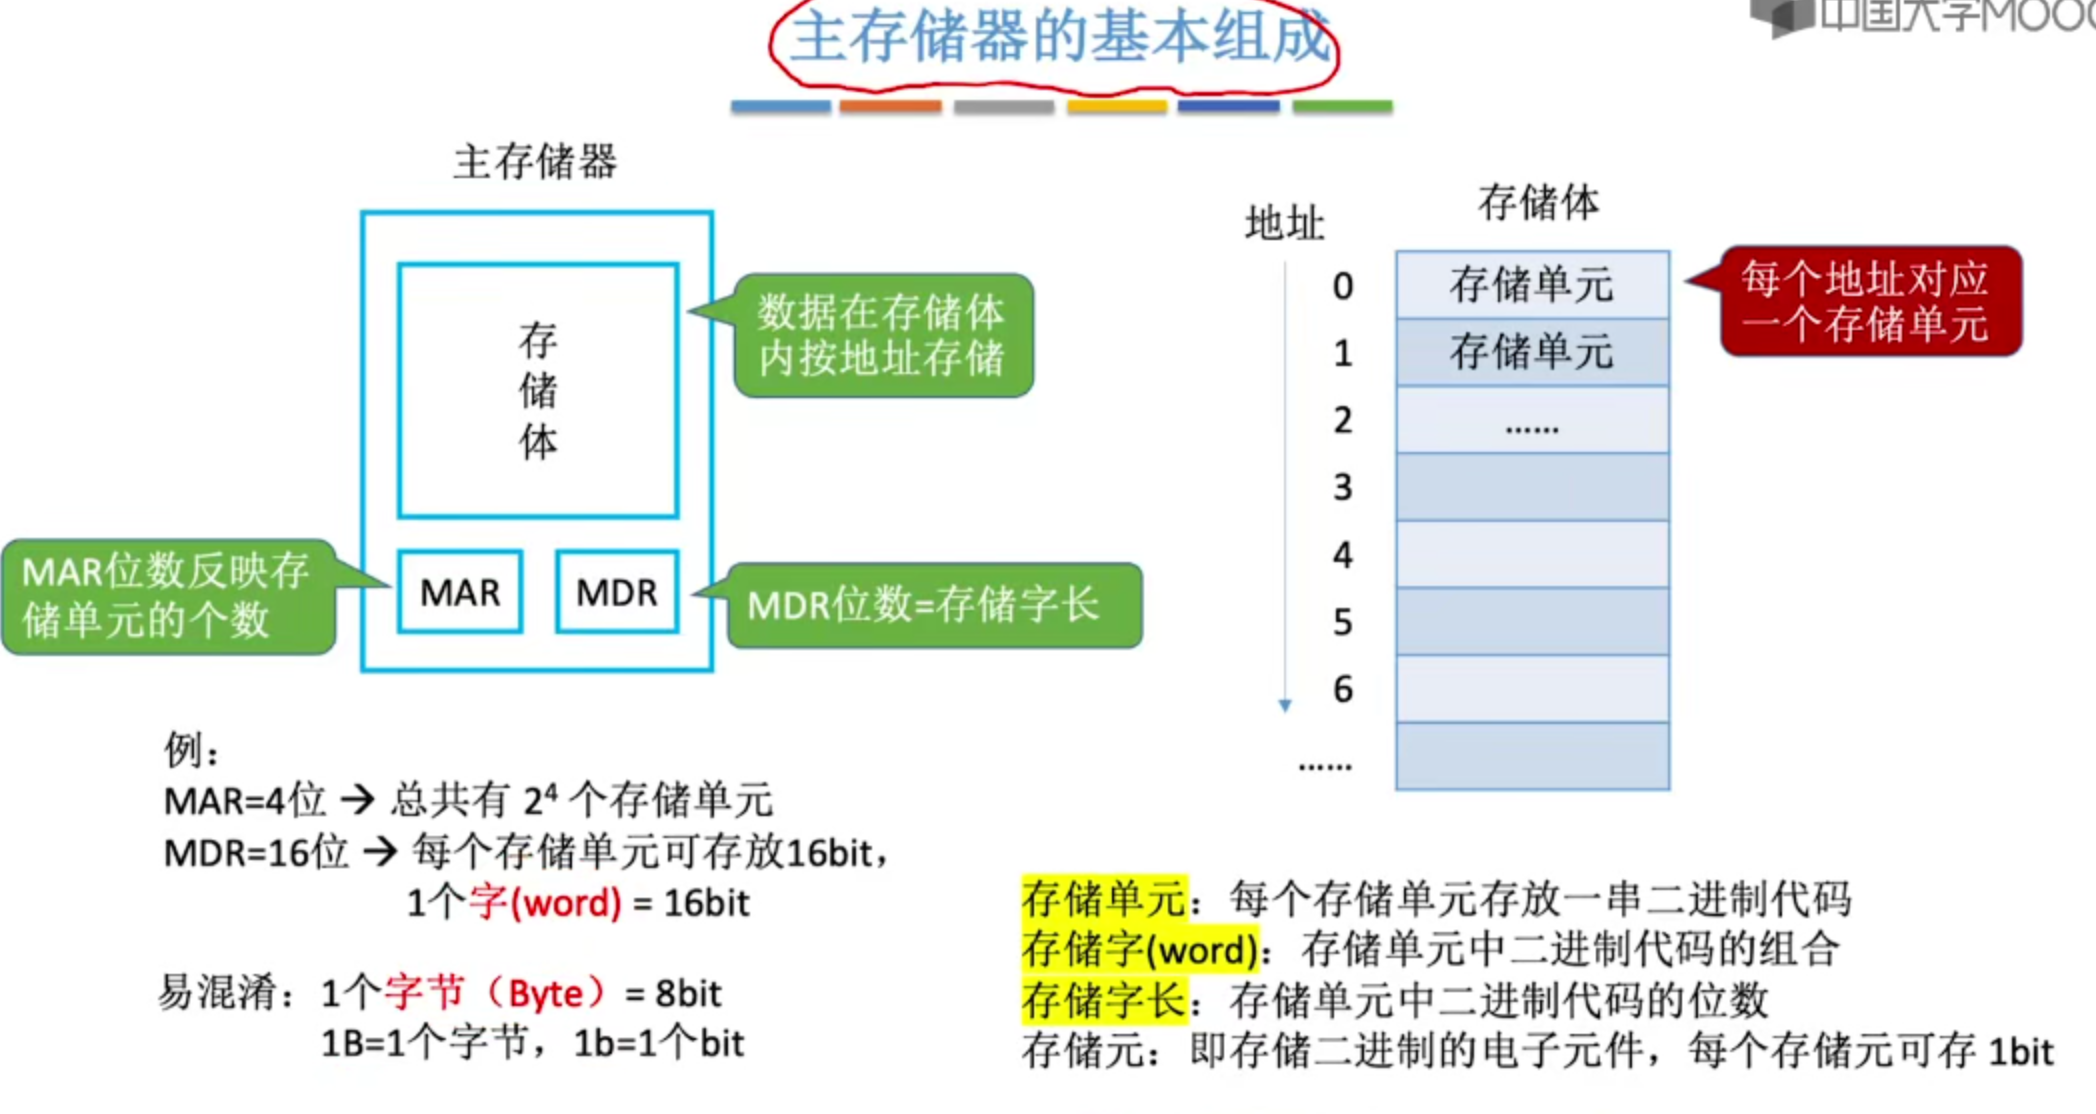 中国大学MOOC
主存储器的基本组成
主存储器
存
储
体
MAR
MDR
数据在存储体
内按地址存储
MAR位数反映存
储单元的个数
MDR位数=存储字长
地址
存储体
0
存储单元
1
存储单元
2
……
3
4
5
6
……
每个地址对应
一个存储单元
例：
MAR=4位 → 总共有 2⁴ 个存储单元
MDR=16位 → 每个存储单元可存放16bit，
1个字(word) = 16bit
易混淆：1个字节（Byte）= 8bit
1B=1个字节，1b=1个bit
存储单元：每个存储单元存放一串二进制代码
存储字(word)：存储单元中二进制代码的组合
存储字长：存储单元中二进制代码的位数
存储元：即存储二进制的电子元件，每个存储元可存 1bit